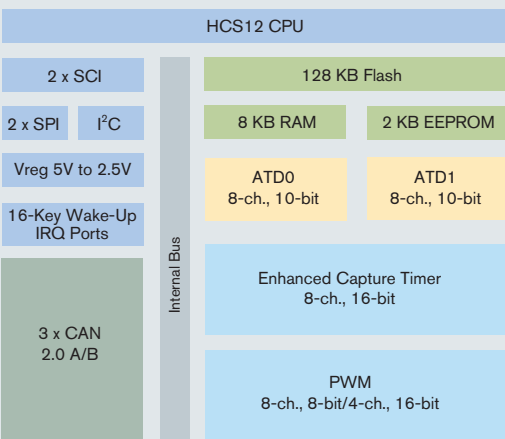 HCS12 CPU
2 x SCI
128 KB Flash
2 x SPI
I²C
8 KB RAM
2 KB EEPROM
Vreg 5V to 2.5V
ATD0
8-ch., 10-bit
ATD1
8-ch., 10-bit
16-Key Wake-Up
IRQ Ports
Internal Bus
Enhanced Capture Timer
8-ch., 16-bit
3 x CAN
2.0 A/B
PWM
8-ch., 8-bit/4-ch., 16-bit